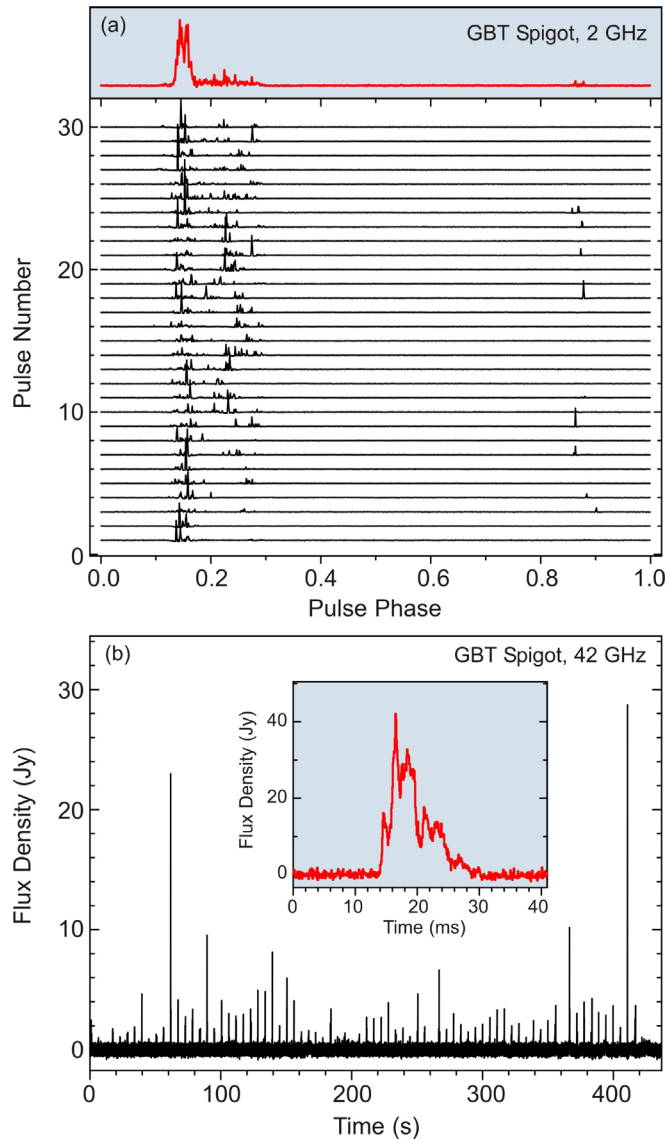 (a)
GBT Spigot, 2 GHz
30
20
10
0
Pulse Number
0.0 0.2 0.4 0.6 0.8 1.0
Pulse Phase
(b)
GBT Spigot, 42 GHz
30
20
10
0
Flux Density (Jy)
40
20
0
Flux Density (Jy)
0 10 20 30 40
Time (ms)
0 200 400
Time (s)